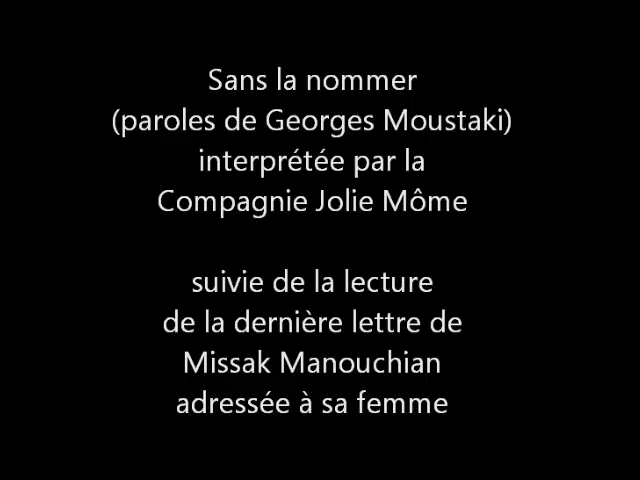 Sans la nommer
(paroles de Georges Moustaki)
interprétée par la
Compagnie Jolie Môme
suivie de la lecture
de la dernière lettre de
Missak Manouchian
adressée à sa femme